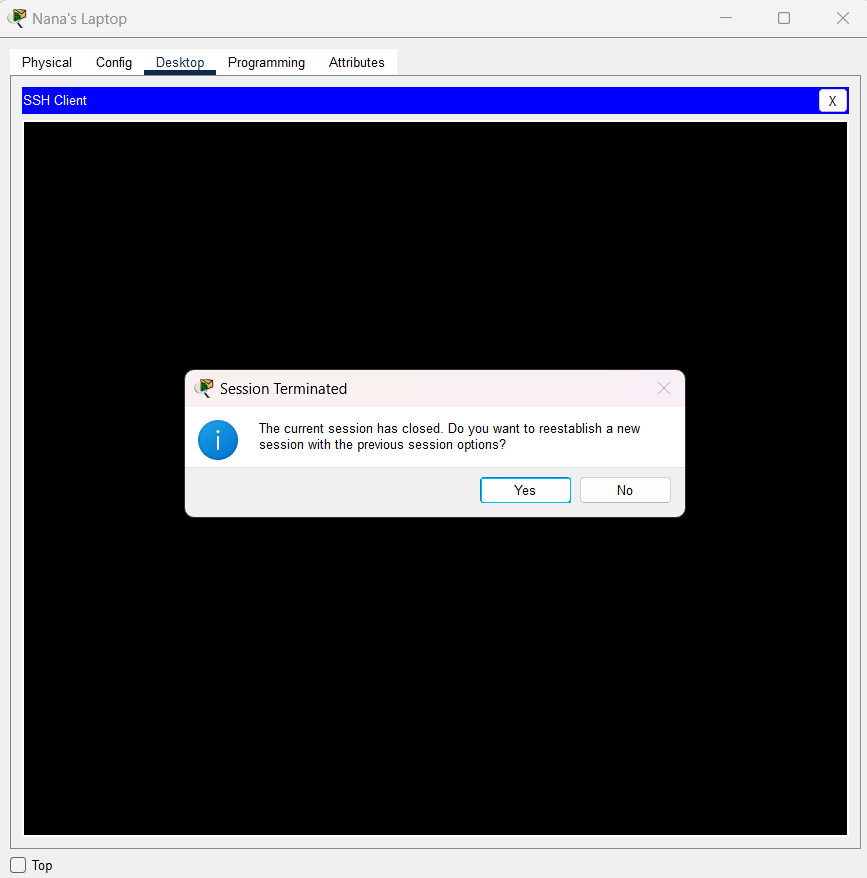 Nana's Laptop
Physical Config Desktop Programming Attributes
SSH Client X
Session Terminated
The current session has closed. Do you want to reestablish a new
session with the previous session options?
Yes No
Top